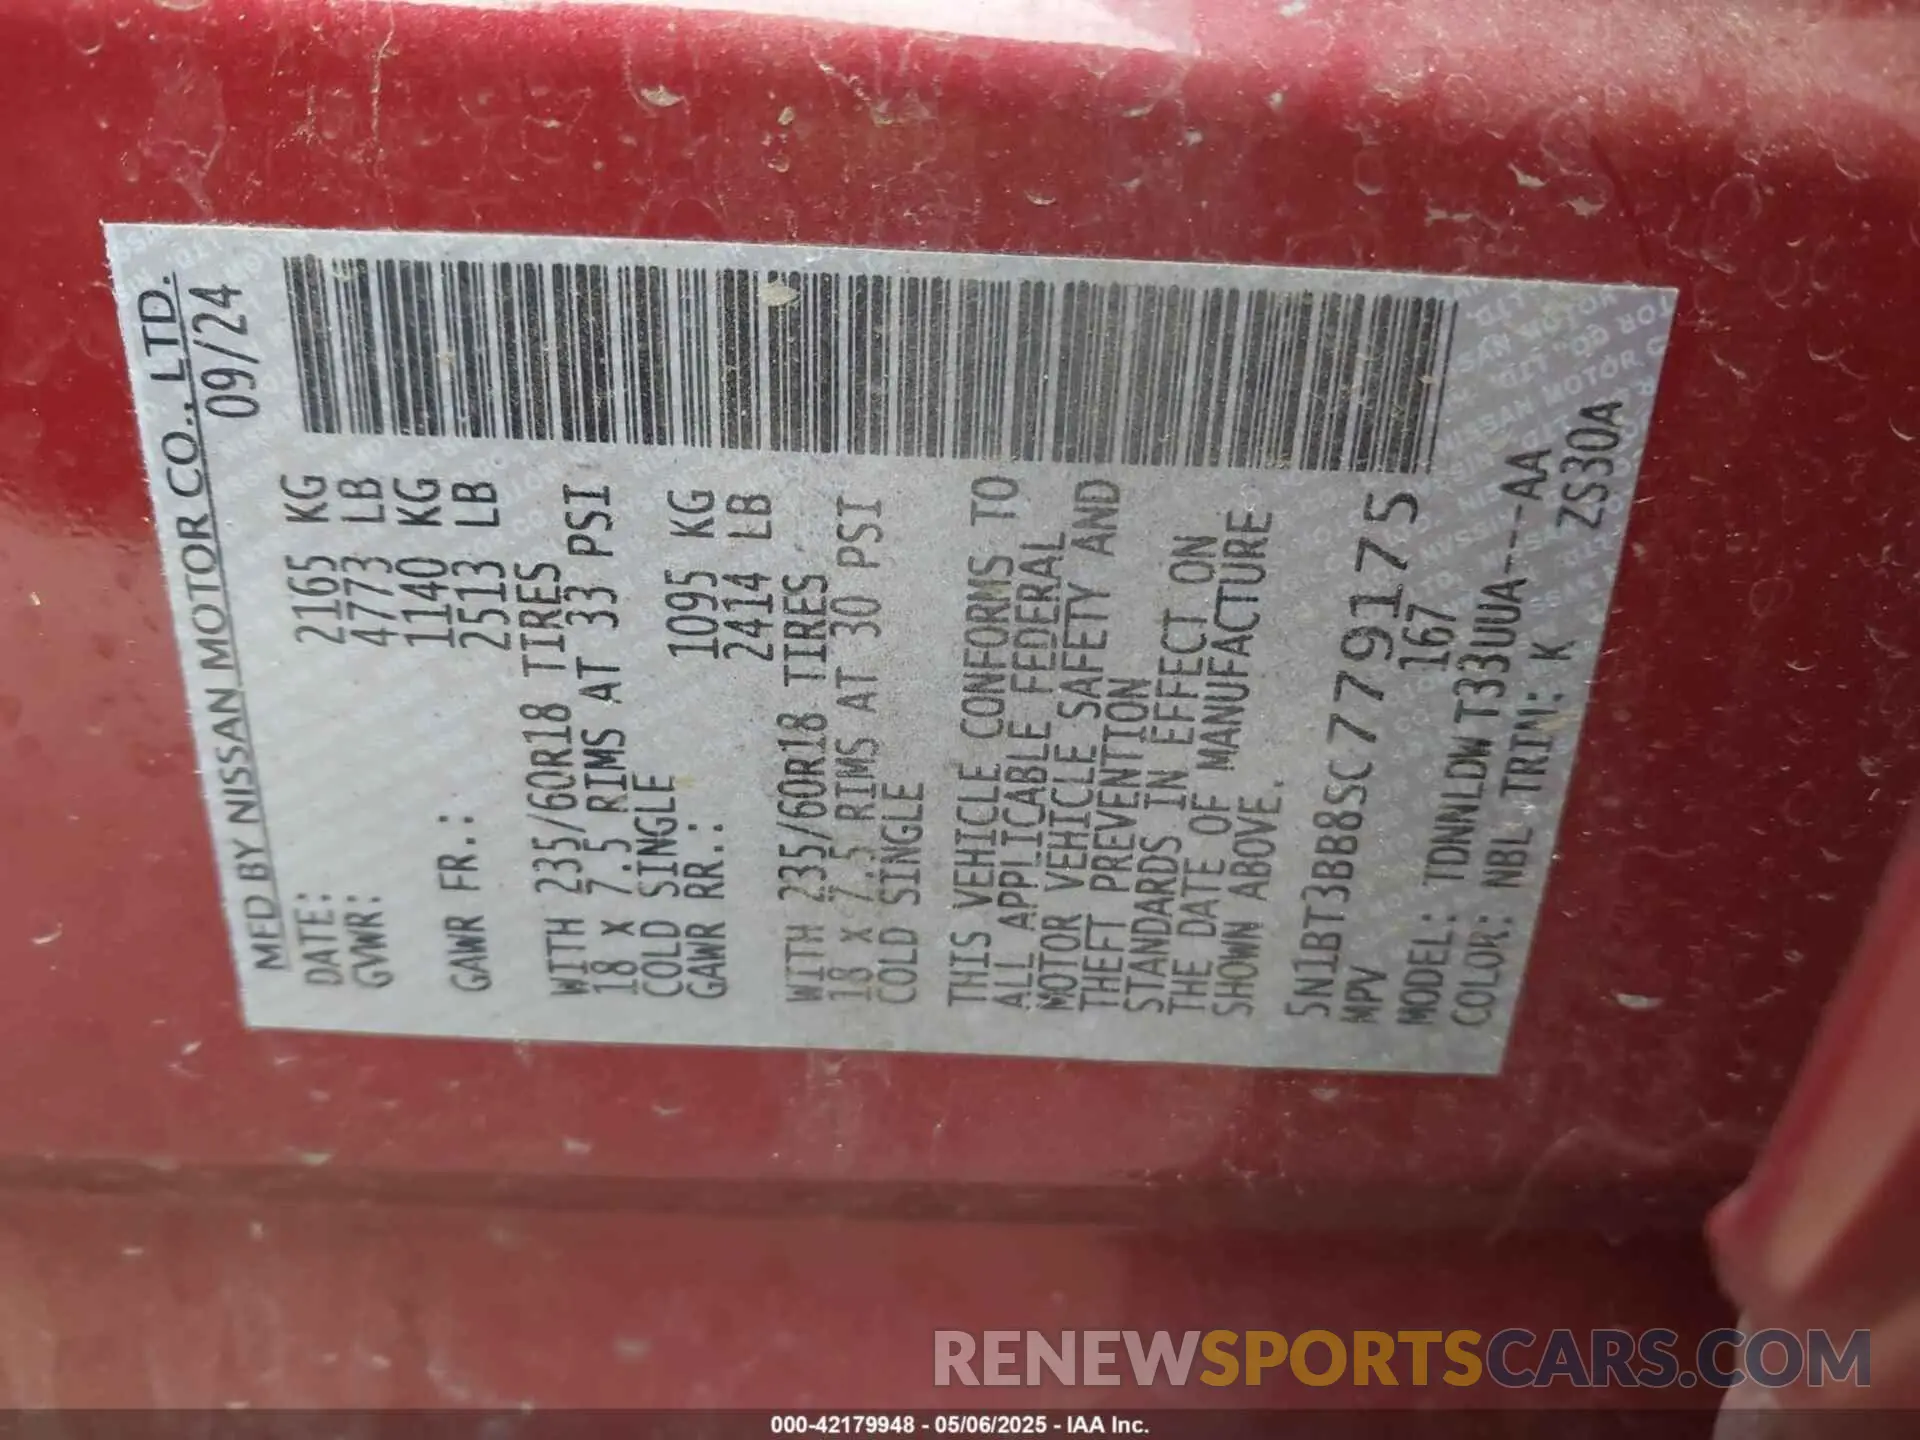 MFD BY NISSAN MOTOR CO., LTD.
DATE: 09/24
GVWR: 2165 KG
4773 LB
GAWR FR.: 1140 KG
2513 LB
WITH 235/60R18 TIRES
18 X 7.5 RIMS AT 33 PSI
COLD SINGLE
GAWR RR.: 1095 KG
2414 LB
WITH 235/60R18 TIRES
18 X 7.5 RIMS AT 30 PSI
COLD SINGLE
THIS VEHICLE CONFORMS TO
ALL APPLICABLE FEDERAL
MOTOR VEHICLE SAFETY AND
THEFT PREVENTION
STANDARDS IN EFFECT ON
THE DATE OF MANUFACTURE
SHOWN ABOVE.
5N1BT3BB8SC779175
MPV 167
MODEL: TDNNLDWT33UUA---AA
COLOR: NBL TRIM: K ZS30A
RENEWSPORTSCARS.COM
000-42179948 - 05/06/2025 - IAA Inc.